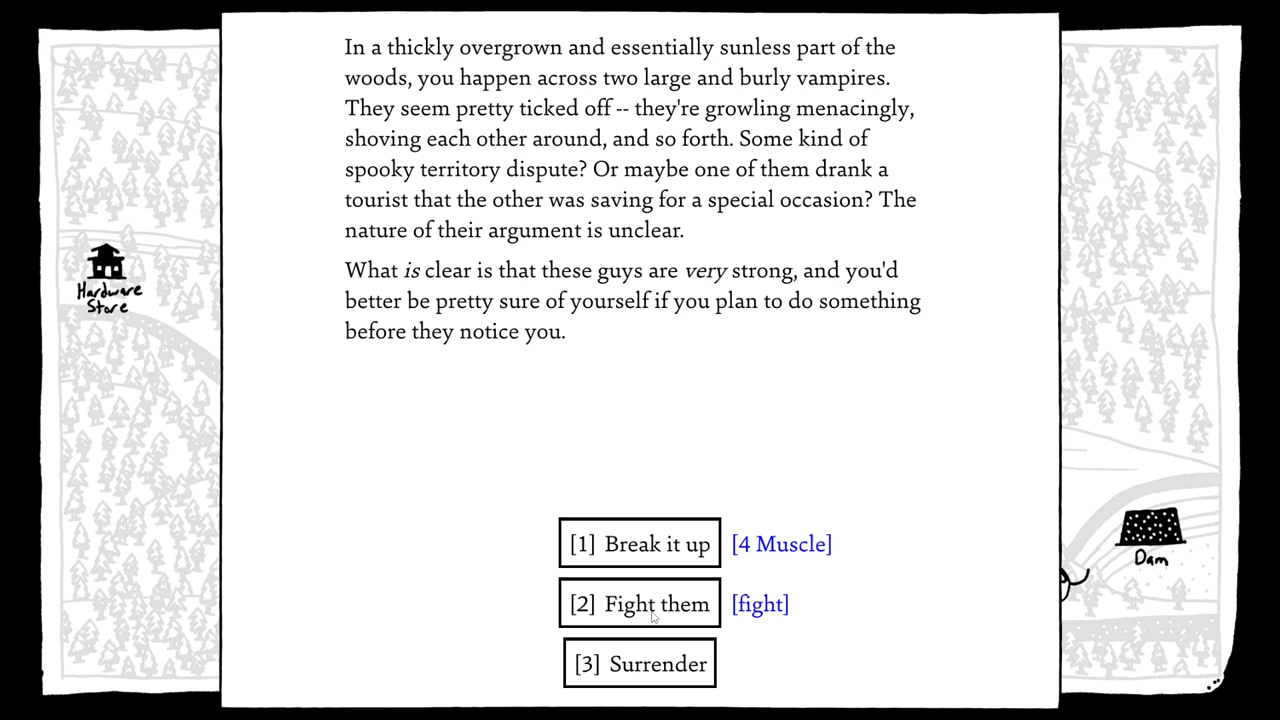 In a thickly overgrown and essentially sunless part of the
woods, you happen across two large and burly vampires.
They seem pretty ticked off -- they're growling menacingly,
shoving each other around, and so forth. Some kind of
spooky territory dispute? Or maybe one of them drank a
tourist that the other was saving for a special occasion? The
nature of their argument is unclear.
What is clear is that these guys are very strong, and you'd
better be pretty sure of yourself if you plan to do something
before they notice you.
Hardware
Store
[1] Break it up [4 Muscle]
[2] Fight them [fight]
[3] Surrender
Dam